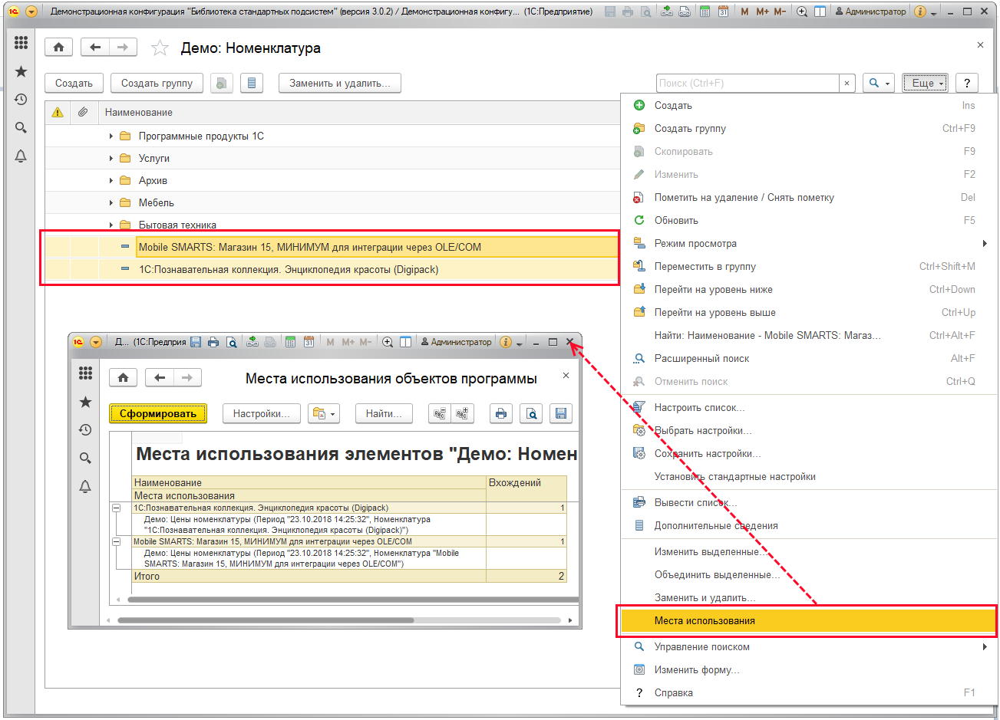 Демонстрационная конфигурация "Библиотека стандартных подсистем" (версия 3.0.2) / Демонстрационная конфигу... (1С:Предприятие)
31 M M+ M- Администратор
Демо: Номенклатура
Создать Создать группу Заменить и удалить... Поиск (Ctrl+F) × Еще ?
Наименование
Программные продукты 1С
Услуги
Архив
Мебель
Бытовая техника
Mobile SMARTS: Магазин 15, МИНИМУМ для интеграции через OLE/COM
1С:Познавательная коллекция. Энциклопедия красоты (Digipack)
Создать Ins
Создать группу Ctrl+F9
Скопировать F9
Изменить F2
Пометить на удаление / Снять пометку Del
Обновить F5
Режим просмотра
Переместить в группу Ctrl+Shift+M
Перейти на уровень ниже Ctrl+Down
Перейти на уровень выше Ctrl+Up
Найти: Наименование - Mobile SMARTS: Магаз... Ctrl+Alt+F
Расширенный поиск Alt+F
Отменить поиск Ctrl+Q
Настроить список...
Выбрать настройки...
Сохранить настройки...
Установить стандартные настройки
Вывести список...
Дополнительные сведения
Изменить выделенные...
Объединить выделенные...
Заменить и удалить...
Места использования
Управление поиском
Изменить форму...
? Справка F1
Д... (1С:Предприя 31 M M+ M- Администратор
Места использования объектов программы
Сформировать Настройки... Найти...
Места использования элементов "Демо: Номен
Наименование Вхождений
Места использования
1С:Познавательная коллекция. Энциклопедия красоты (Digipack) 1
Демо: Цены номенклатуры (Период "23.10.2018 14:25:32", Номенклатура
"1С:Познавательная коллекция. Энциклопедия красоты (Digipack)")
Mobile SMARTS: Магазин 15, МИНИМУМ для интеграции через OLE/COM 1
Демо: Цены номенклатуры (Период "23.10.2018 14:25:32", Номенклатура "Mobile
SMARTS: Магазин 15, МИНИМУМ для интеграции через OLE/COM")
Итого 2